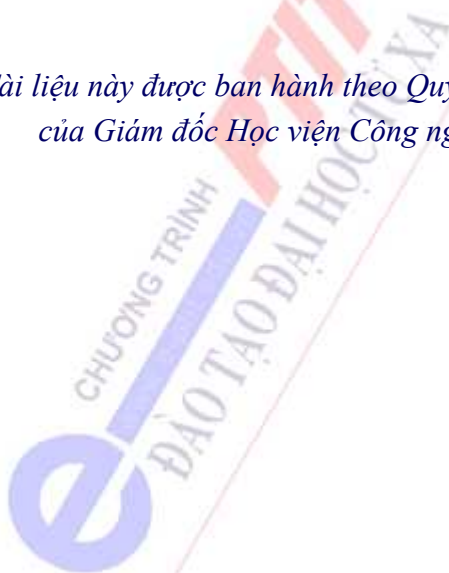 ài liệu này được ban hành theo Quy
của Giám đốc Học viện Công ng
PTIT
CHƯƠNG TRÌNH
ĐÀO TẠO ĐẠI HỌC TỪ XA